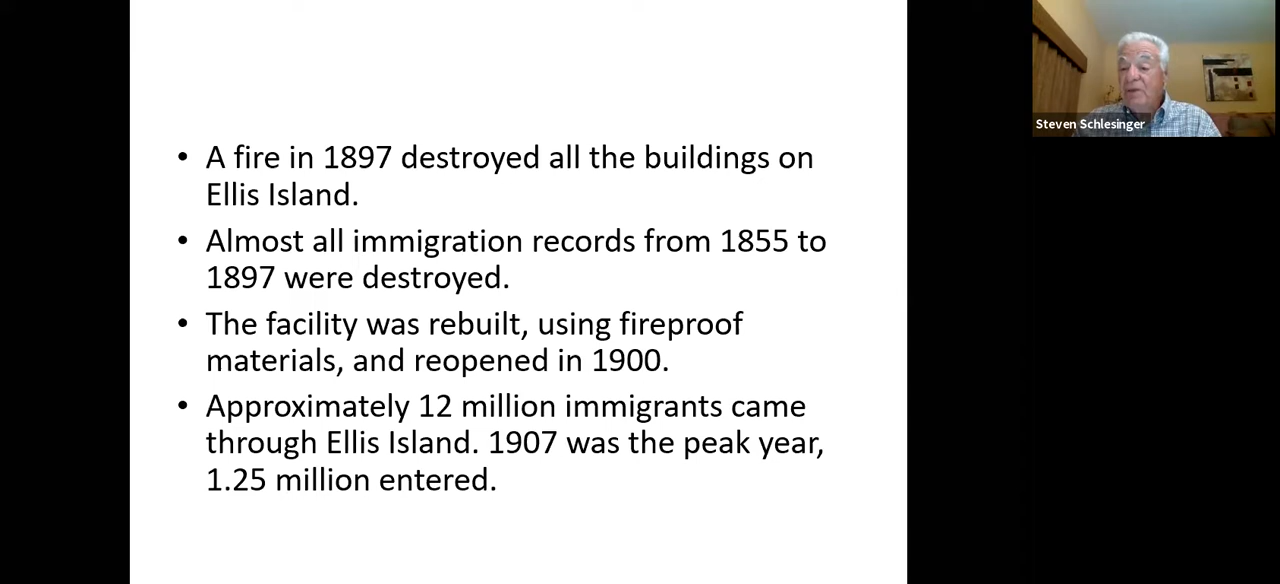 • A fire in 1897 destroyed all the buildings on
Ellis Island.
• Almost all immigration records from 1855 to
1897 were destroyed.
• The facility was rebuilt, using fireproof
materials, and reopened in 1900.
• Approximately 12 million immigrants came
through Ellis Island. 1907 was the peak year,
1.25 million entered.
Steven Schlesinger